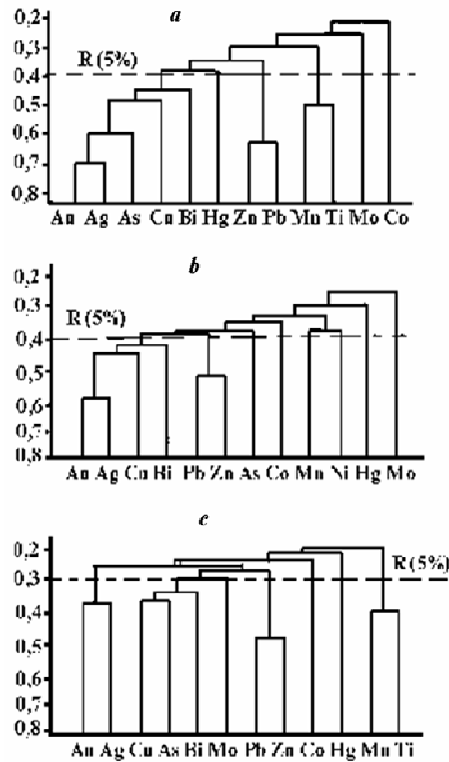 a
0,2
0,3
R (5%)
0,4
0,5
0,6
0,7
0,8
Au Ag As Cu Bi Hg Zn Pb Mn Ti Mo Co
b
0,2
0,3
R (5%)
0,4
0,5
0,6
0,7
0,8
Au Ag Cu Bi Pb Zn As Co Mn Ni Hg Mo
c
0,2
R (5%)
0,3
0,4
0,5
0,6
0,7
0,8
Au Ag Cu As Bi Mo Pb Zn Co Hg Mn Ti